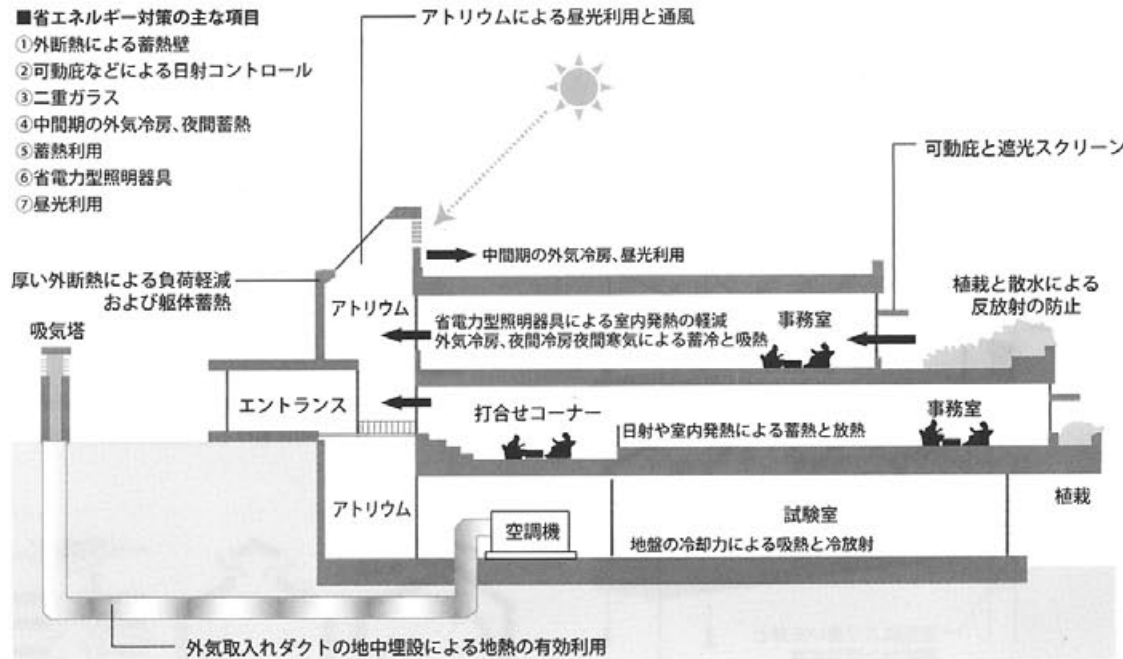 ■省エネルギー対策の主な項目
①外断熱による蓄熱壁
②可動庇などによる日射コントロール
③二重ガラス
④中間期の外気冷房、夜間蓄熱
⑤蓄熱利用
⑥省電力型照明器具
⑦昼光利用
アトリウムによる昼光利用と通風
可動庇と遮光スクリーン
中間期の外気冷房、昼光利用
厚い外断熱による負荷軽減
および躯体蓄熱
植栽と散水による
反放射の防止
アトリウム
吸気塔
省電力型照明器具による室内発熱の軽減
外気冷房、夜間冷房夜間寒気による蓄冷と吸熱
事務室
エントランス
打合せコーナー
日射や室内発熱による蓄熱と放熱
事務室
植栽
アトリウム
空調機
試験室
地盤の冷却力による吸熱と冷放射
外気取入れダクトの地中埋設による地熱の有効利用